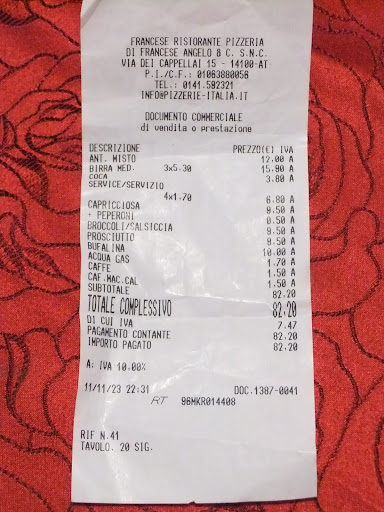 FRANCESE RISTORANTE PIZZERIA
DI FRANCESE ANGELO & C. S.N.C.
VIA DEI CAPPELLAI 15 - 14100-AT
P.I./C.F.: 01083880058
TEL.: 0141.592321
INFO@PIZZERIE-ITALIA.IT
DOCUMENTO COMMERCIALE
di vendita o prestazione
DESCRIZIONE PREZZO(€) IVA
ANT. MISTO 12.00 A
3x5.30
BIRRA MED. 15.90 A
COCA 3.80 A
SERVICE/SERVIZIO
4x1.70
6.80 A
CAPRICCIOSA 9.50 A
+ PEPERONI 0.50 A
BROCCOLI/SALSICCIA 9.50 A
PROSCIUTTO 9.50 A
BUFALINA 10.00 A
ACQUA GAS 1.70 A
CAFFE 1.50 A
CAF.MAC.CAL 1.50 A
SUBTOTALE 82.20
TOTALE COMPLESSIVO 82.20
DI CUI IVA 7.47
PAGAMENTO CONTANTE 82.20
IMPORTO PAGATO 82.20
A: IVA 10.00%
11/11/23 22:31 DOC.1387-0041
RT 96MKR014408
RIF N.41
TAVOLO. 20 SIG.